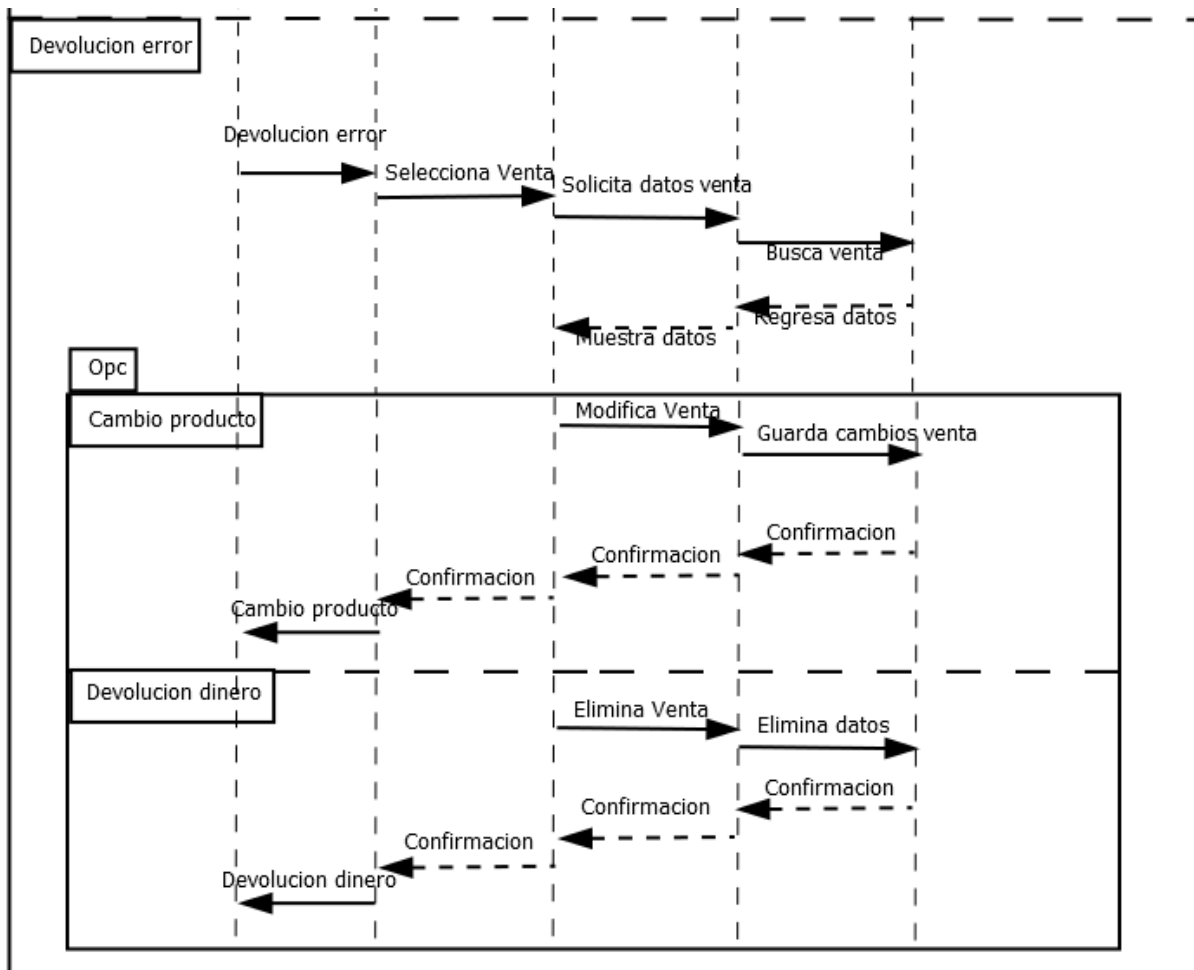 Devolucion error
Devolucion error
Selecciona Venta
Solicita datos venta
Busca venta
Regresa datos
Muestra datos
Opc
Cambio producto
Modifica Venta
Guarda cambios venta
Confirmacion
Confirmacion
Confirmacion
Cambio producto
Devolucion dinero
Elimina Venta
Elimina datos
Confirmacion
Confirmacion
Confirmacion
Devolucion dinero